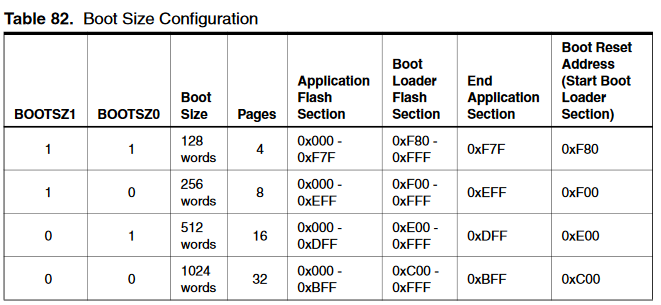 Table 82. Boot Size Configuration
BOOTSZ1 BOOTSZ0 Boot Size Pages Application Flash Section Boot Loader Flash Section End Application Section Boot Reset Address (Start Boot Loader Section)
1 1 128 words 4 0x000 - 0xF7F 0xF80 - 0xFFF 0xF7F 0xF80
1 0 256 words 8 0x000 - 0xEFF 0xF00 - 0xFFF 0xEFF 0xF00
0 1 512 words 16 0x000 - 0xDFF 0xE00 - 0xFFF 0xDFF 0xE00
0 0 1024 words 32 0x000 - 0xBFF 0xC00 - 0xFFF 0xBFF 0xC00